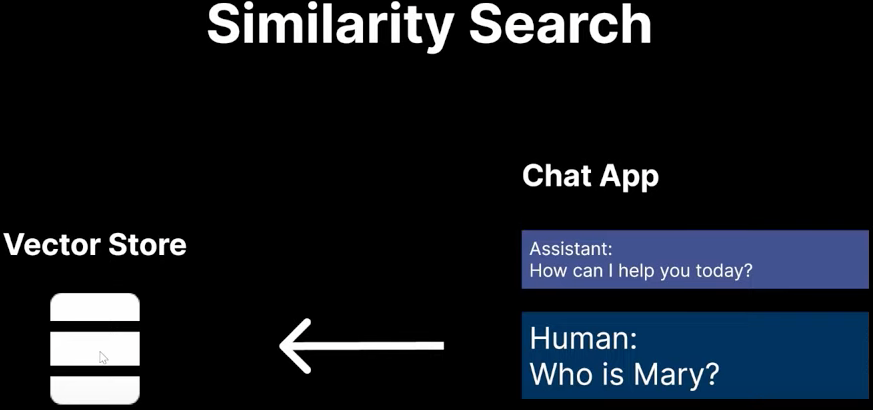 Similarity Search
Chat App
Vector Store
Assistant:
How can I help you today?
Human:
Who is Mary?